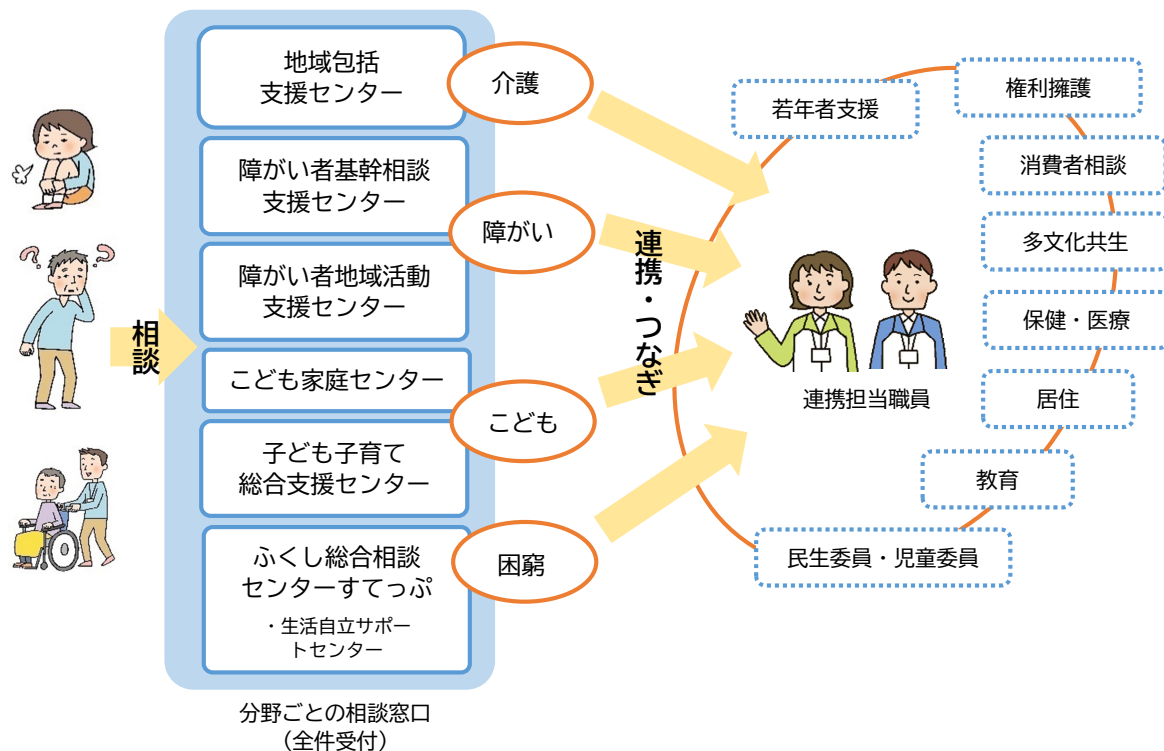 相談
地域包括
支援センター
介護
障がい者基幹相談
支援センター
障がい
障がい者地域活動
支援センター
こども家庭センター
こども
子ども子育て
総合支援センター
ふくし総合相談
センターすてっぷ
・生活自立サポー
トセンター
困窮
分野ごとの相談窓口
（全件受付）
連携・つなぎ
連携担当職員
若年者支援
権利擁護
消費者相談
多文化共生
保健・医療
居住
教育
民生委員・児童委員